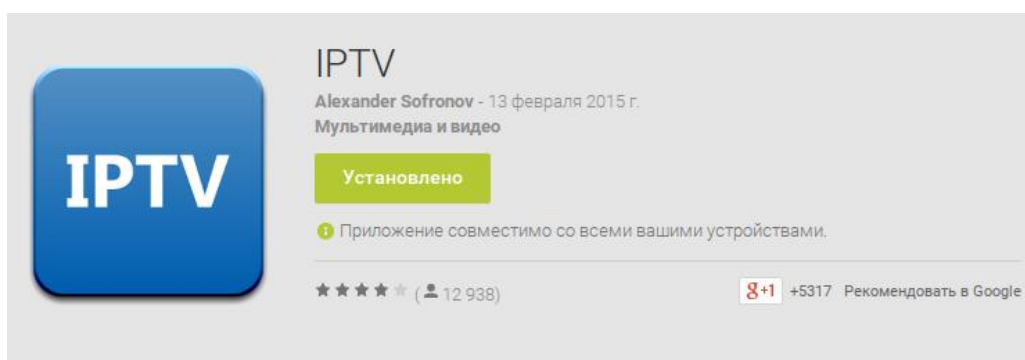 IPTV
IPTV
Alexander Sofronov - 13 февраля 2015 г.
Мультимедиа и видео
Установлено
Приложение совместимо со всеми вашими устройствами.
(12 938)
g+1 +5317 Рекомендовать в Google